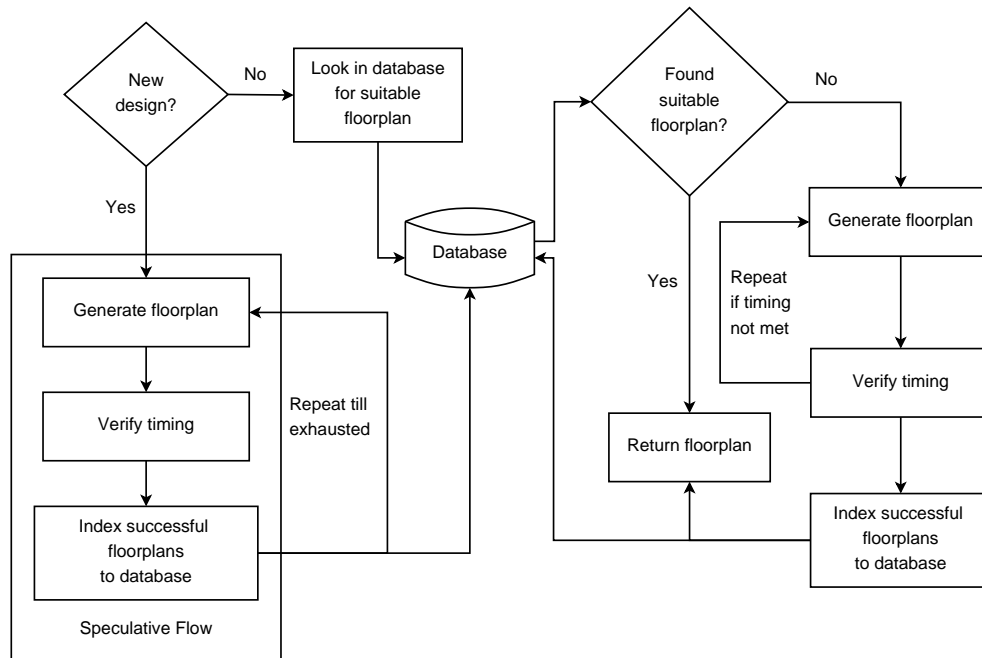 New
design?
No
Look in database
for suitable
floorplan
Yes
Generate floorplan
Verify timing
Index successful
floorplans
to database
Repeat till
exhausted
Speculative Flow
Database
Found
suitable
floorplan?
No
Yes
Generate floorplan
Repeat
if timing
not met
Verify timing
Return floorplan
Index successful
floorplans
to database